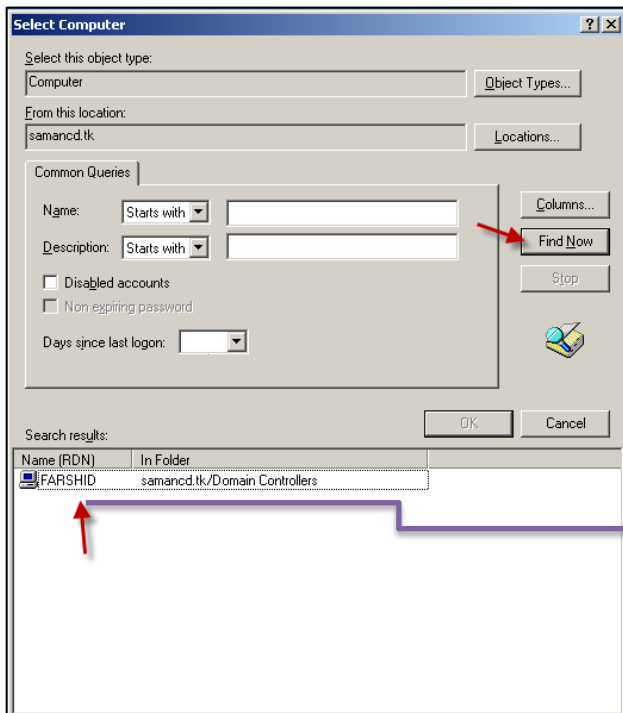 Select Computer
Select this object type:
Computer
Object Types...
From this location:
samancd.tk
Locations...
Common Queries
Name:
Starts with
Columns...
Description:
Starts with
Find Now
Disabled accounts
Stop
Non expiring password
Days since last logon:
OK
Cancel
Search results:
Name (RDN) In Folder
FARSHID samancd.tk/Domain Controllers